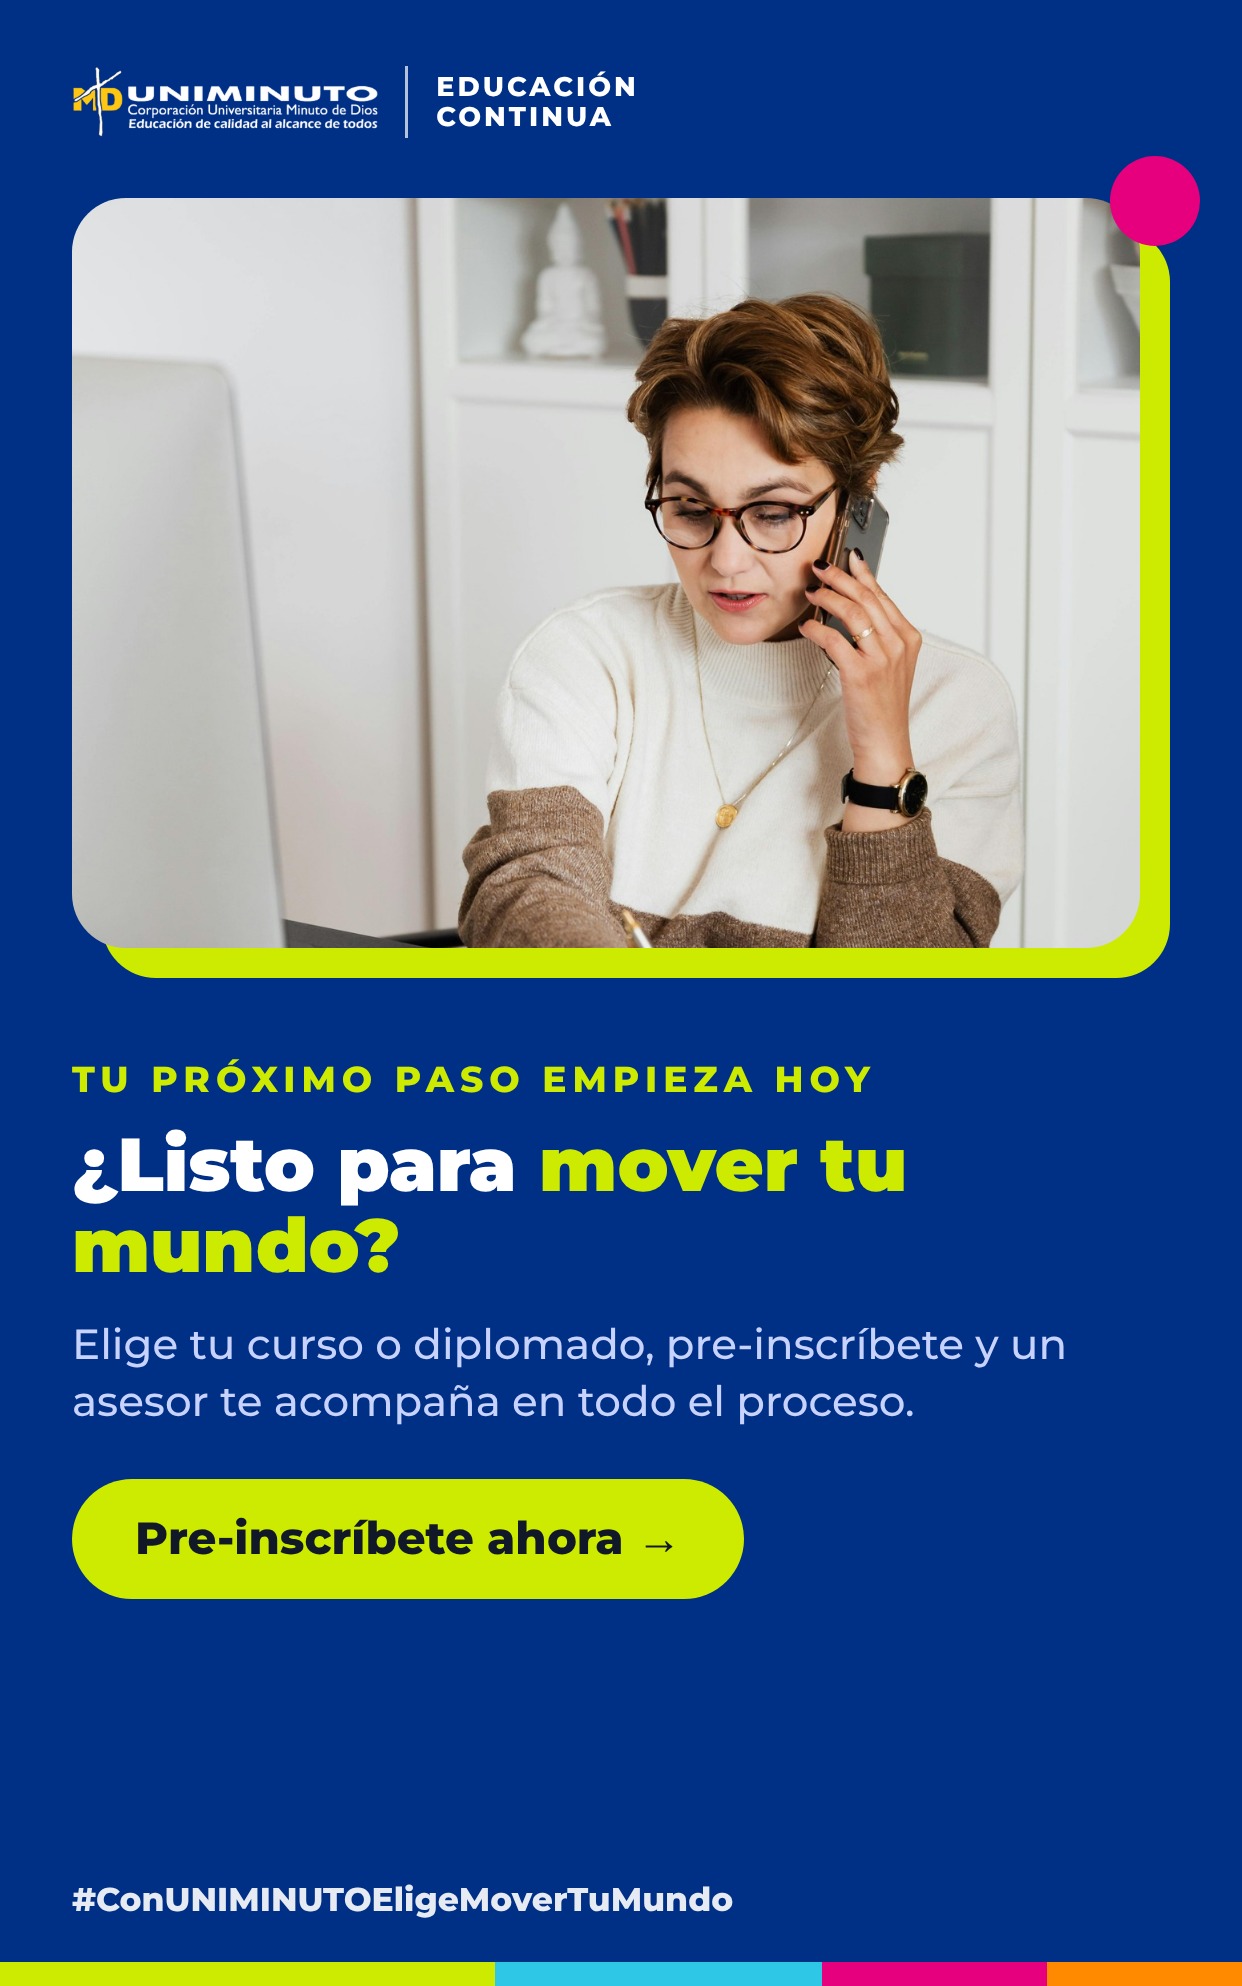 MD UNIMINUTO
Corporación Universitaria Minuto de Dios
Educación de calidad al alcance de todos
EDUCACIÓN
CONTINUA
TU PRÓXIMO PASO EMPIEZA HOY
¿Listo para mover tu
mundo?
Elige tu curso o diplomado, pre-inscríbete y un
asesor te acompaña en todo el proceso.
Pre-inscríbete ahora →
#ConUNIMINUTOEligeMoverTuMundo